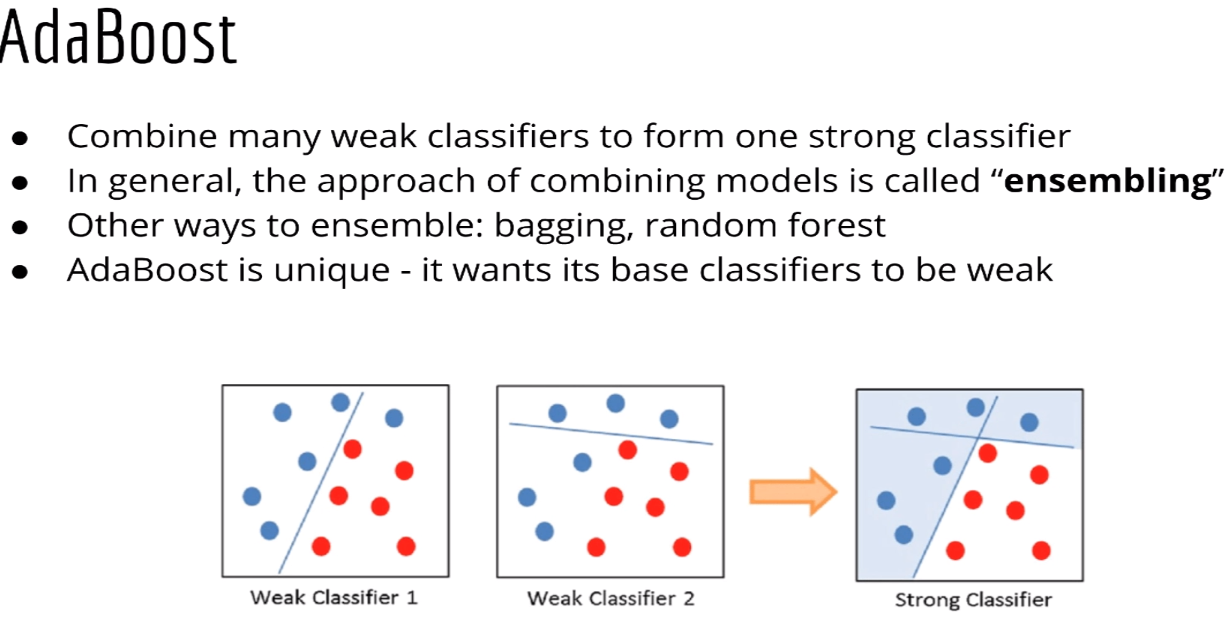 AdaBoost
● Combine many weak classifiers to form one strong classifier
● In general, the approach of combining models is called “ensembling”
● Other ways to ensemble: bagging, random forest
● AdaBoost is unique - it wants its base classifiers to be weak
Weak Classifier 1
Weak Classifier 2
Strong Classifier